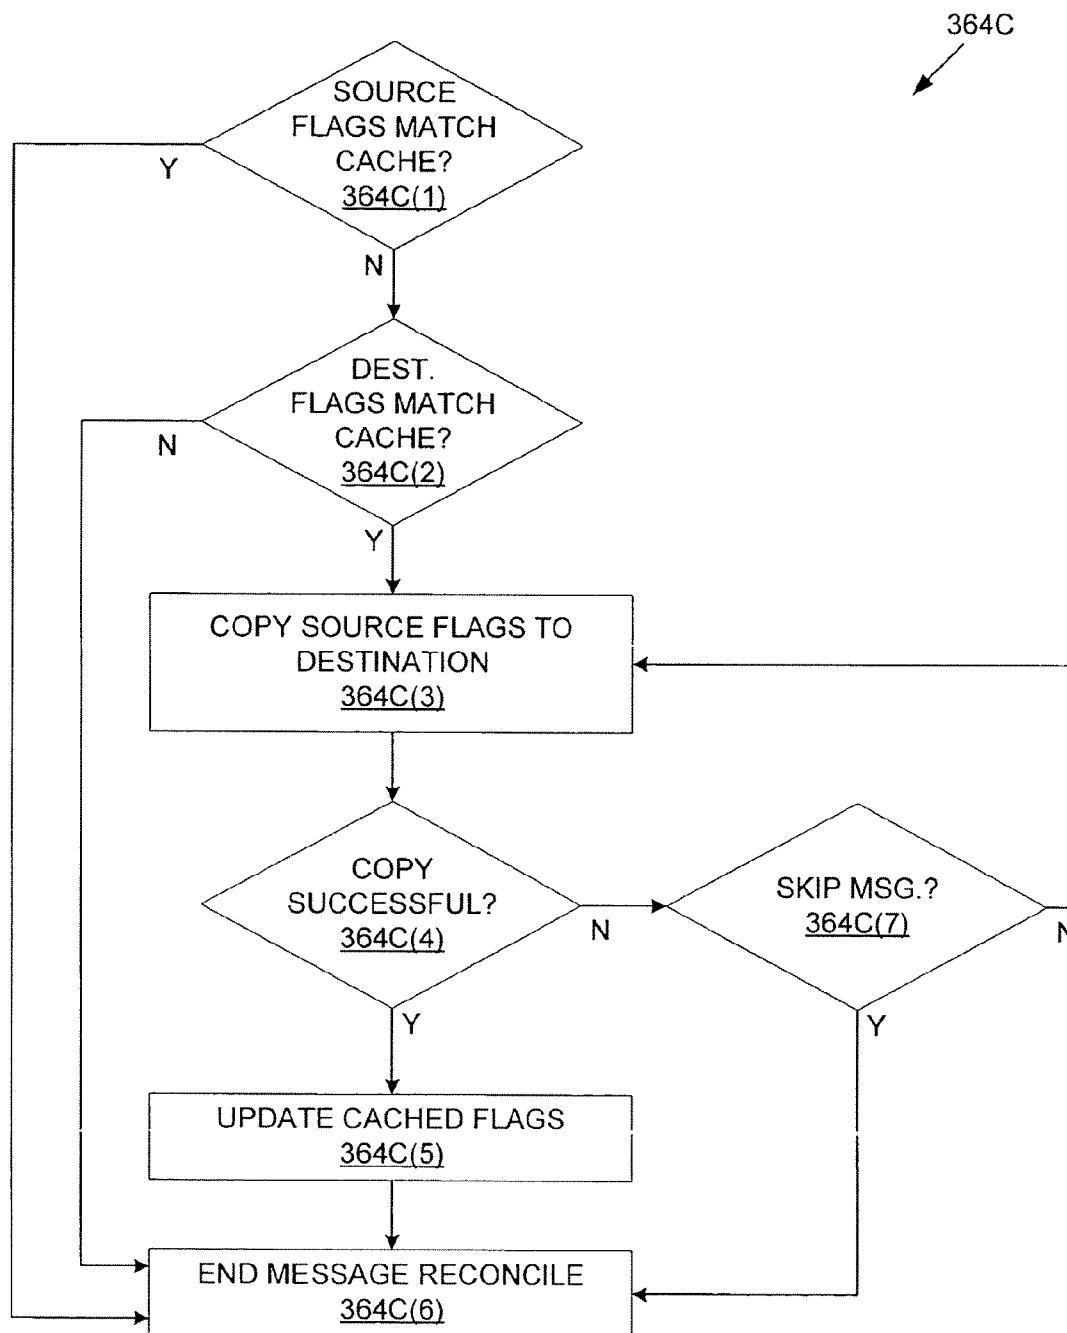 364C
SOURCE
FLAGS MATCH
CACHE?
364C(1)
Y
N
DEST.
FLAGS MATCH
CACHE?
364C(2)
N
Y
COPY SOURCE FLAGS TO
DESTINATION
364C(3)
COPY
SUCCESSFUL?
364C(4)
N
SKIP MSG.?
364C(7)
N
Y
Y
UPDATE CACHED FLAGS
364C(5)
END MESSAGE RECONCILE
364C(6)